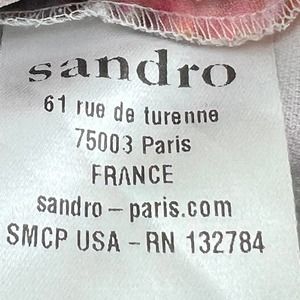 sandro
61 rue de turenne
75003 Paris
FRANCE
sandro – paris.com
SMCP USA – RN 132784